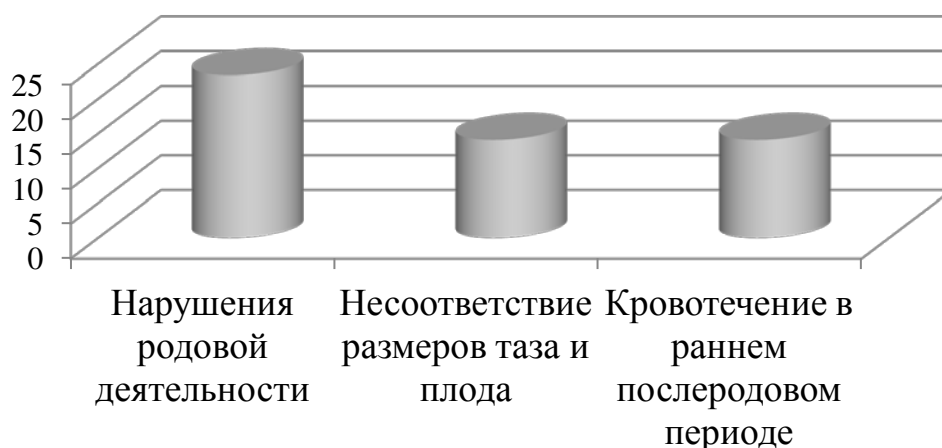 25
20
15
10
5
0
Нарушения
родовой
деятельности
Несоответствие
размеров таза и
плода
Кровотечение в
раннем
послеродовом
периоде